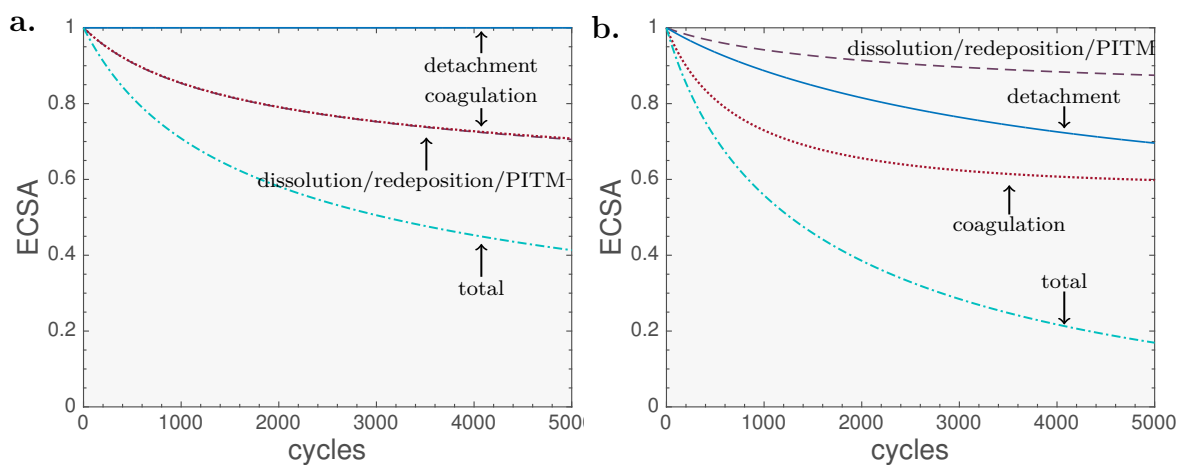 a.
1
0.8
0.6
0.4
0.2
0
ECSA
detachment
coagulation
dissolution/redeposition/PITM
total
0
1000
2000
3000
4000
500
cycles
b.
1
0.8
0.6
0.4
0.2
0
ECSA
dissolution/redeposition/PITM
detachment
coagulation
total
0
1000
2000
3000
4000
5000
cycles